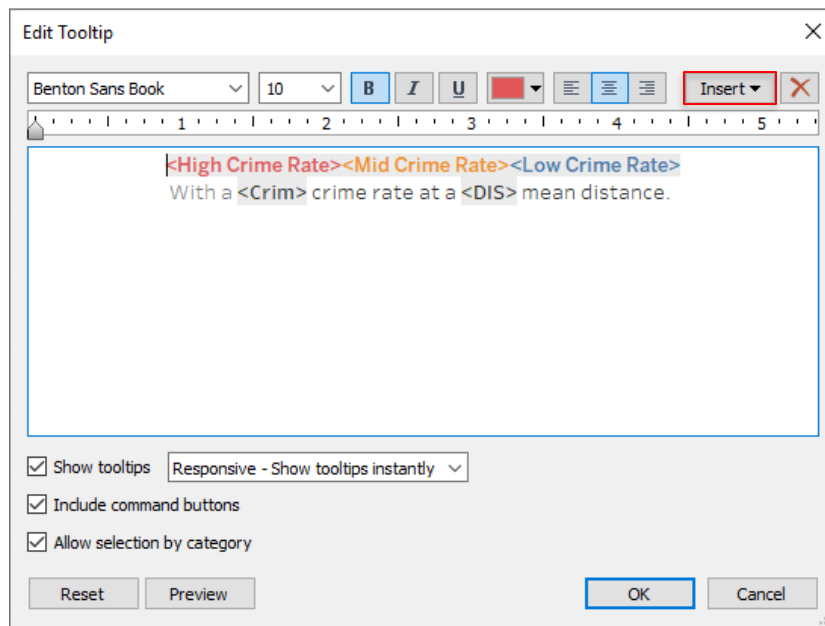 Edit Tooltip
Benton Sans Book 10 B I U Insert
1 2 3 4 5
<High Crime Rate><Mid Crime Rate><Low Crime Rate>
With a <Crim> crime rate at a <DIS> mean distance.
Show tooltips Responsive - Show tooltips instantly
Include command buttons
Allow selection by category
Reset Preview OK Cancel